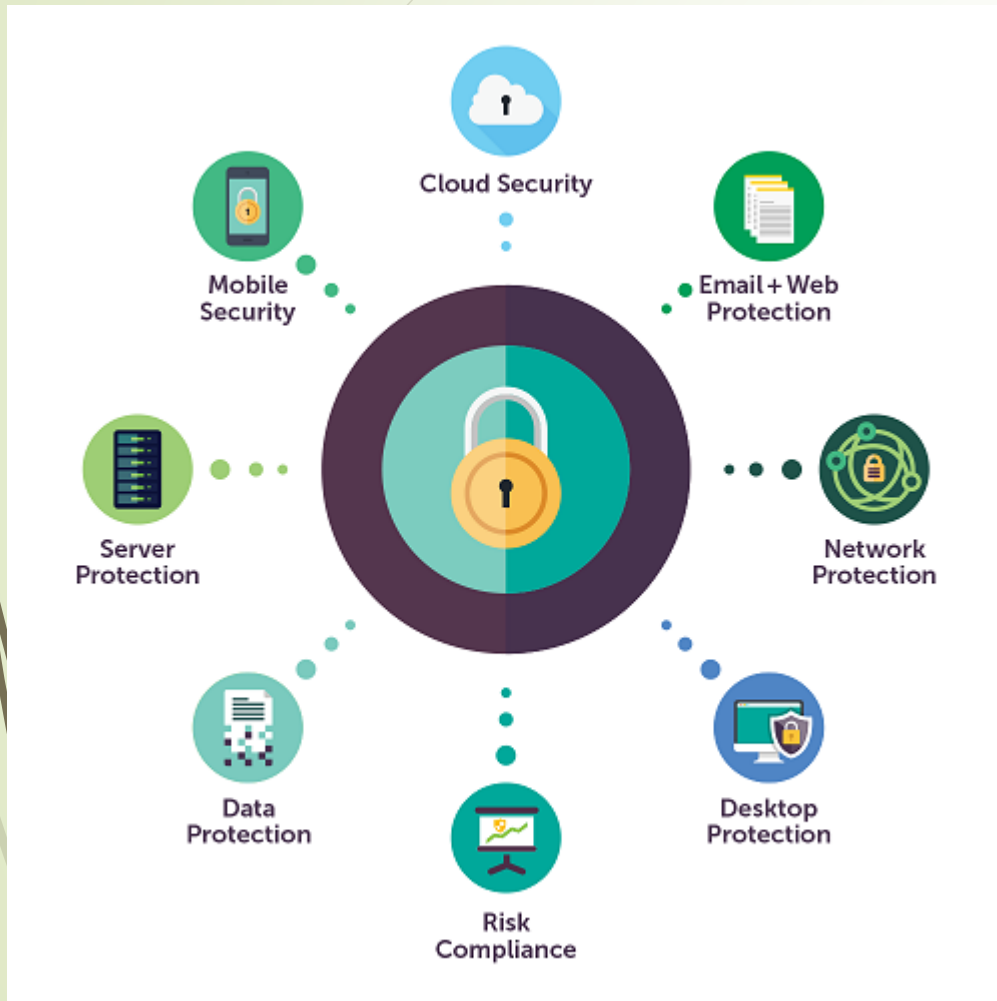 Cloud Security
Mobile
Security
Email + Web
Protection
Server
Protection
Network
Protection
Data
Protection
Desktop
Protection
Risk
Compliance